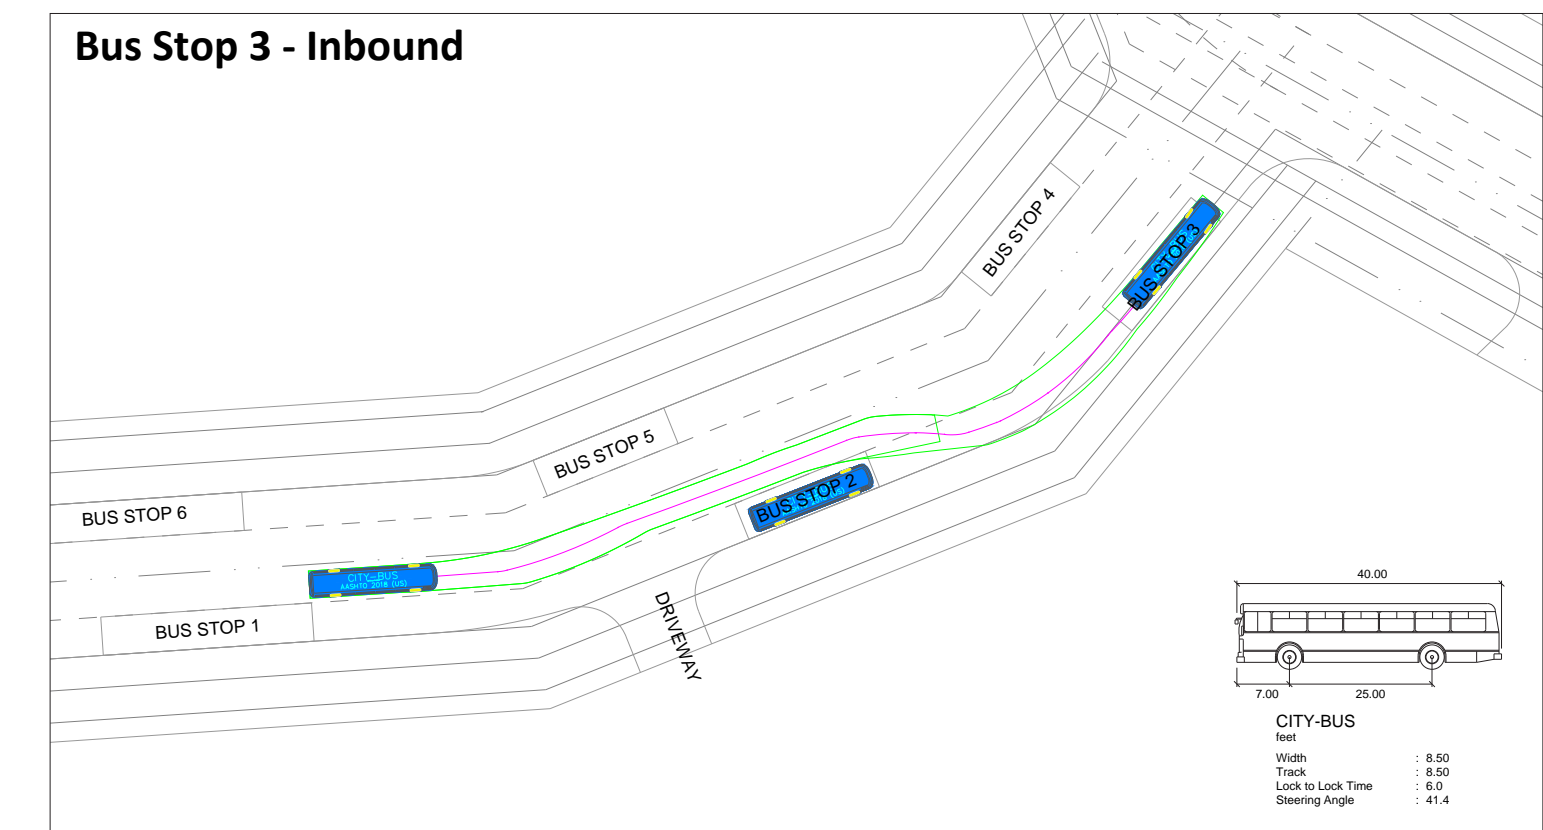 Bus Stop 3 - Inbound
BUS STOP 4
BUS STOP 3
BUS STOP 5
BUS STOP 2
BUS STOP 6
CITY-BUS
AASHTO 2018 (US)
BUS STOP 1
DRIVEWAY
40.00
7.00
25.00
CITY-BUS
feet
Width : 8.50
Track : 8.50
Lock to Lock Time : 6.0
Steering Angle : 41.4